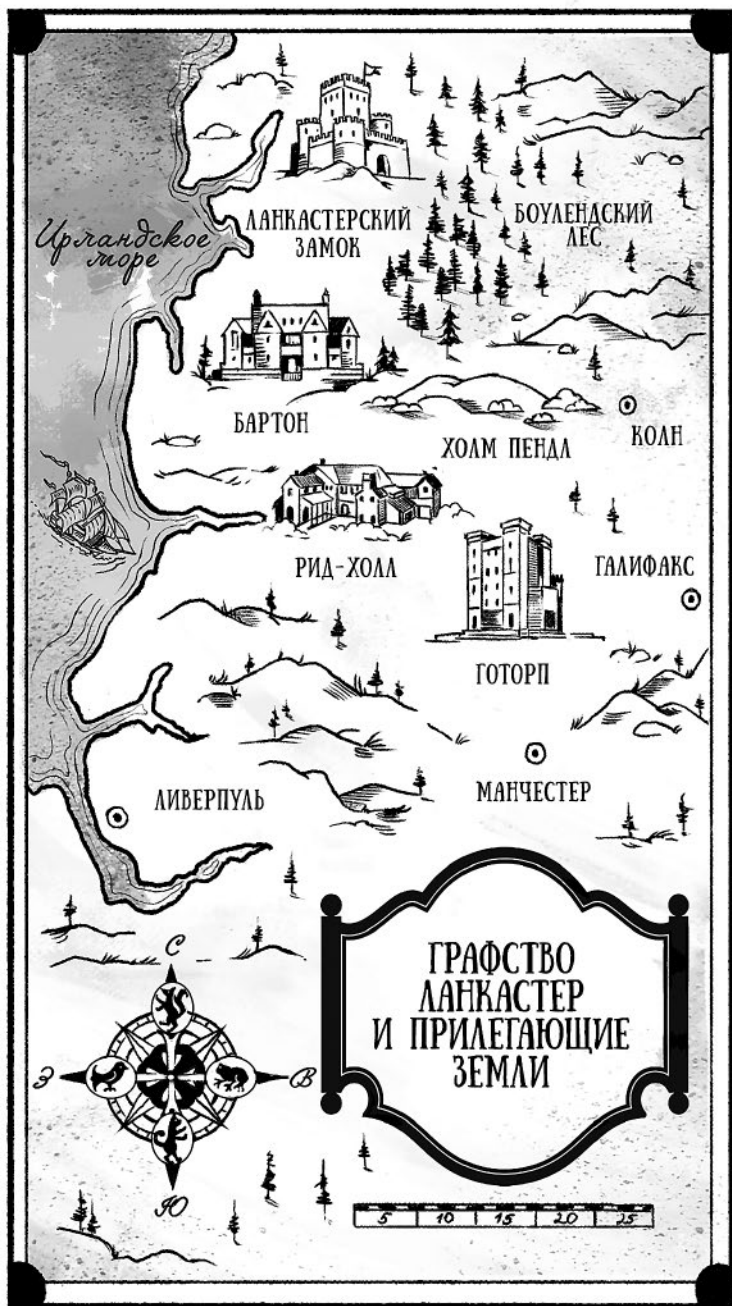 ЛАНКАСТЕРСКИЙ
ЗАМОК
БОУЛЕНДСКИЙ
ЛЕС
Ирландское
море
БАРТОН
ХОЛМ ПЕНДЛ
КОЛН
РИД-ХОЛЛ
ГАЛИФАКС
ГОТОРП
ЛИВЕРПУЛЬ
МАНЧЕСТЕР
ГРАФСТВО
ЛАНКАСТЕР
И ПРИЛЕГАЮЩИЕ
ЗЕМЛИ
С
З
В
Ю
5 10 15 20 25